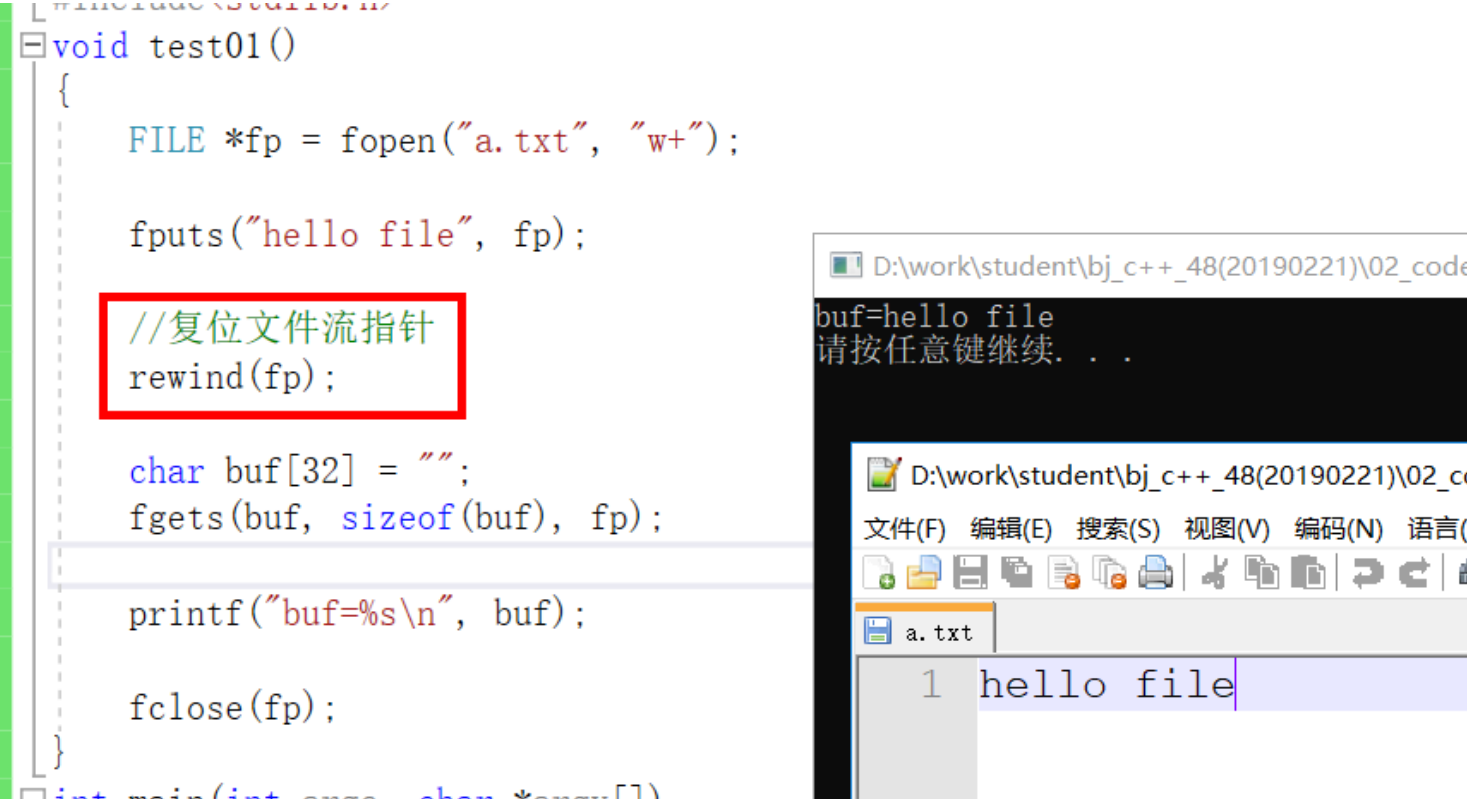 #include<stdlib.h>
void test01()
{
FILE *fp = fopen("a.txt", "w+");
fputs("hello file", fp);
//复位文件流指针
rewind(fp);
char buf[32] = "";
fgets(buf, sizeof(buf), fp);
printf("buf=%s\n", buf);
fclose(fp);
}
int main(int argc, char *argv[])
D:\work\student\bj_c++_48(20190221)\02_code
buf=hello file
请按任意键继续. . .
D:\work\student\bj_c++_48(20190221)\02_co
文件(F) 编辑(E) 搜索(S) 视图(V) 编码(N) 语言(
a.txt
1 hello file